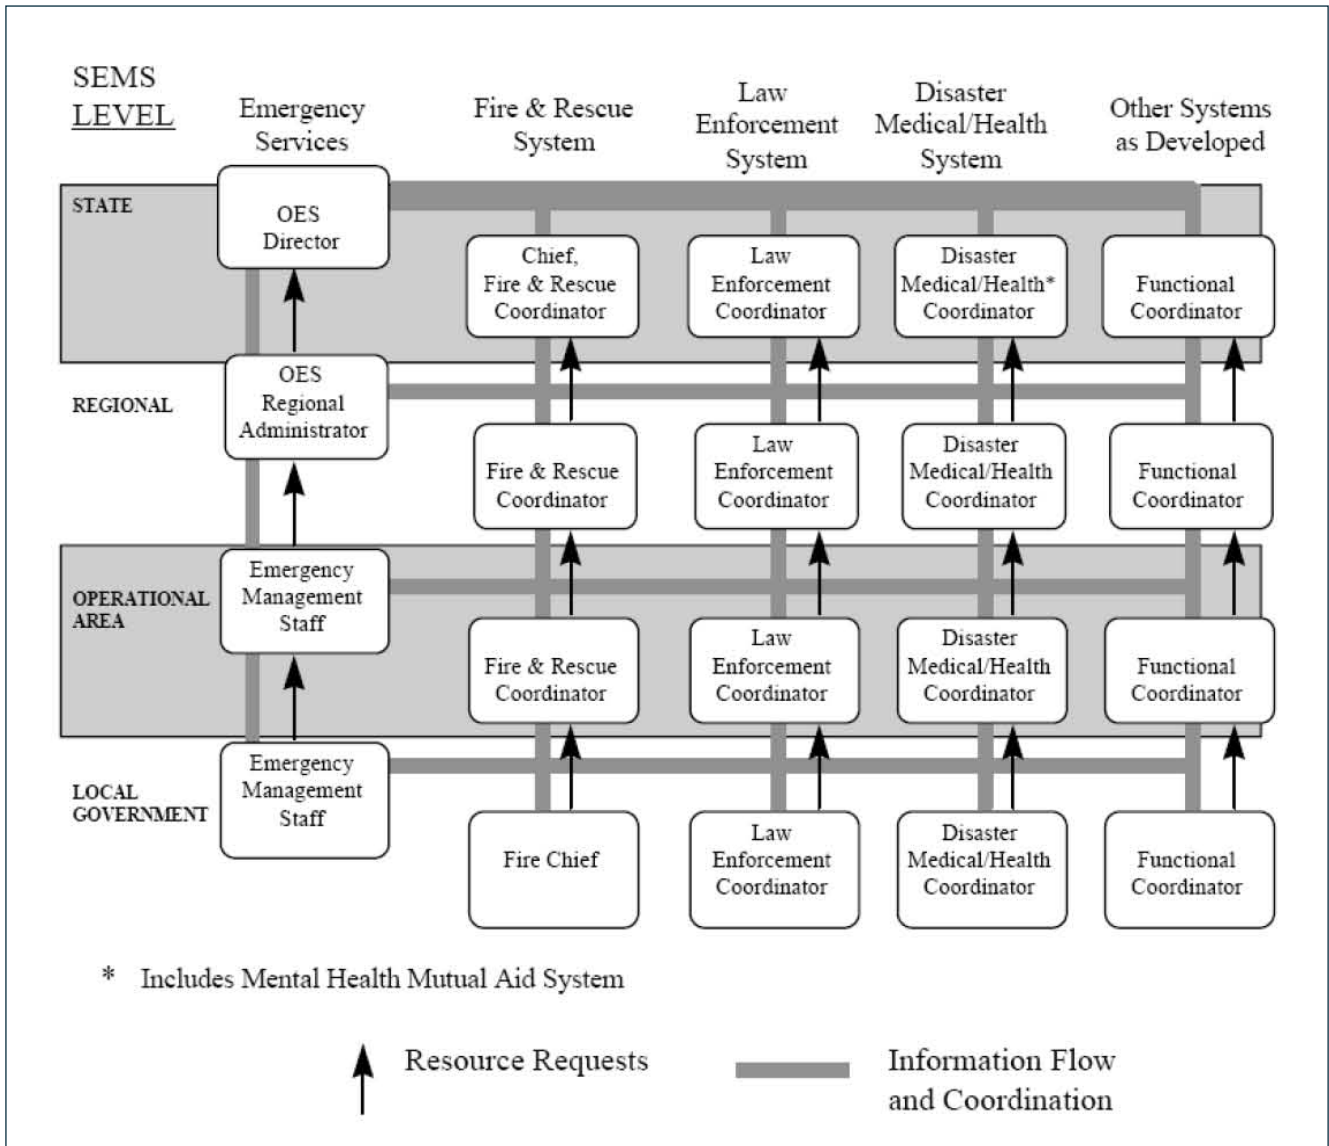 SEMS
LEVEL
Emergency
Services
Fire & Rescue
System
Law
Enforcement
System
Disaster
Medical/Health
System
Other Systems
as Developed
STATE
OES
Director
Chief,
Fire & Rescue
Coordinator
Law
Enforcement
Coordinator
Disaster
Medical/Health*
Coordinator
Functional
Coordinator
REGIONAL
OES
Regional
Administrator
Fire & Rescue
Coordinator
Law
Enforcement
Coordinator
Disaster
Medical/Health
Coordinator
Functional
Coordinator
OPERATIONAL
AREA
Emergency
Management
Staff
Fire & Rescue
Coordinator
Law
Enforcement
Coordinator
Disaster
Medical/Health
Coordinator
Functional
Coordinator
LOCAL
GOVERNMENT
Emergency
Management
Staff
Fire Chief
Law
Enforcement
Coordinator
Disaster
Medical/Health
Coordinator
Functional
Coordinator
* Includes Mental Health Mutual Aid System
Resource Requests
Information Flow
and Coordination